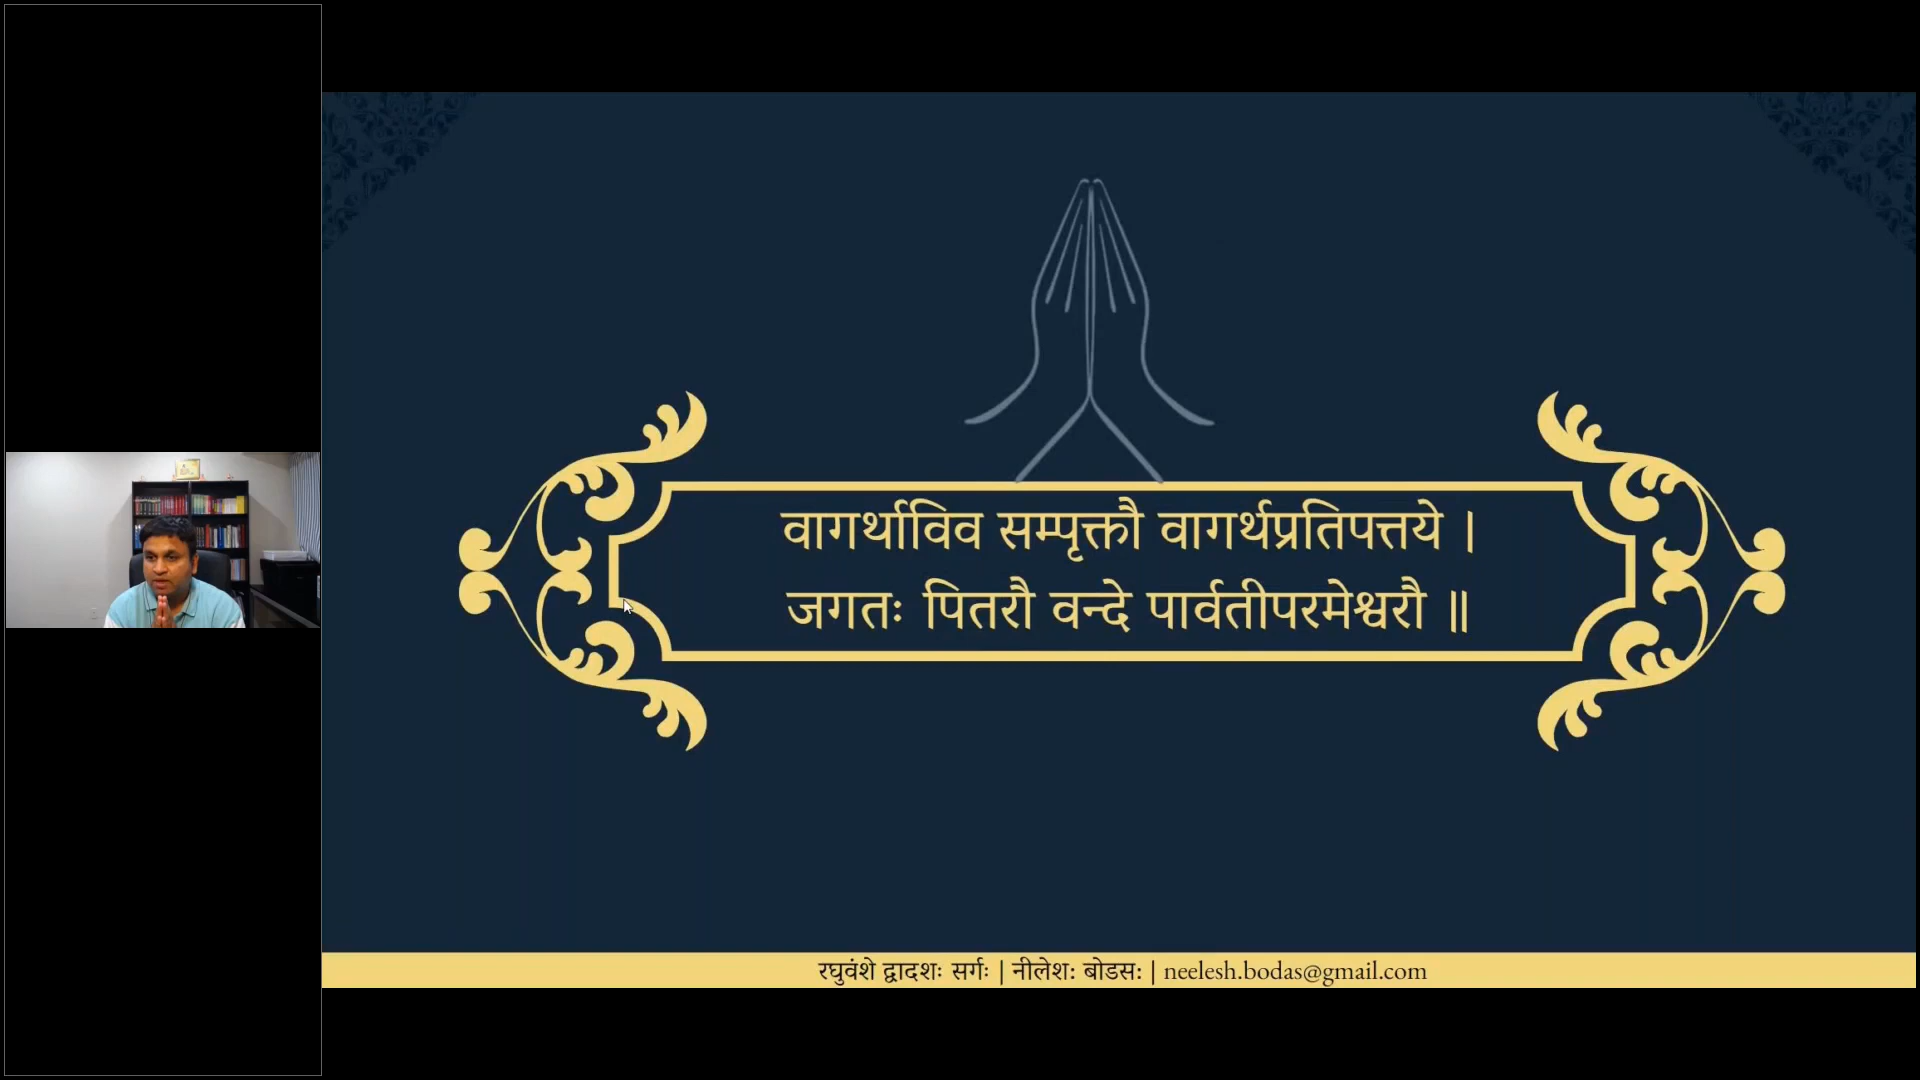 वागर्थाविव सम्पृक्तौ वागर्थप्रतिपत्तये ।
जगतः पितरौ वन्दे पार्वतीपरमेश्वरौ ॥
रघुवंशे द्वादशः सर्गः | नीलेशः बोडसः | neelesh.bodas@gmail.com